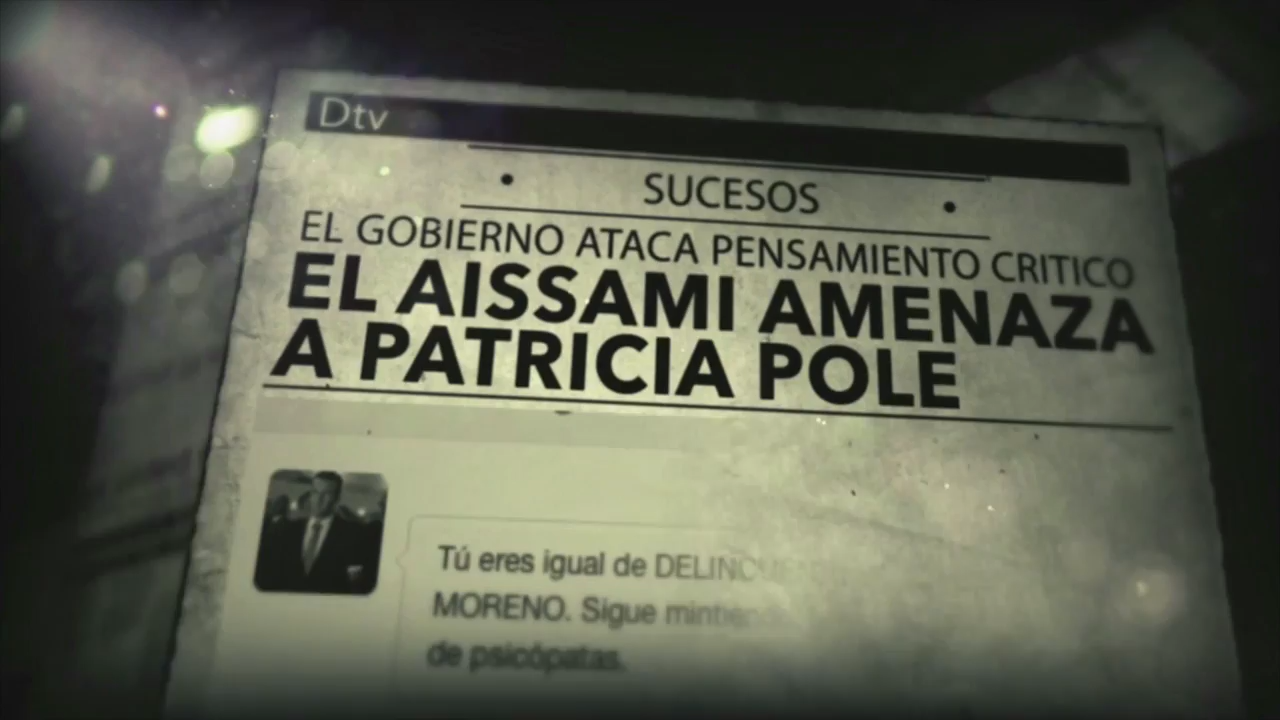 Dtv
SUCESOS
EL GOBIERNO ATACA PENSAMIENTO CRITICO
EL AISSAMI AMENAZA
A PATRICIA POLE
Tú eres igual de
MORENO. Sigue
de psicópatas.